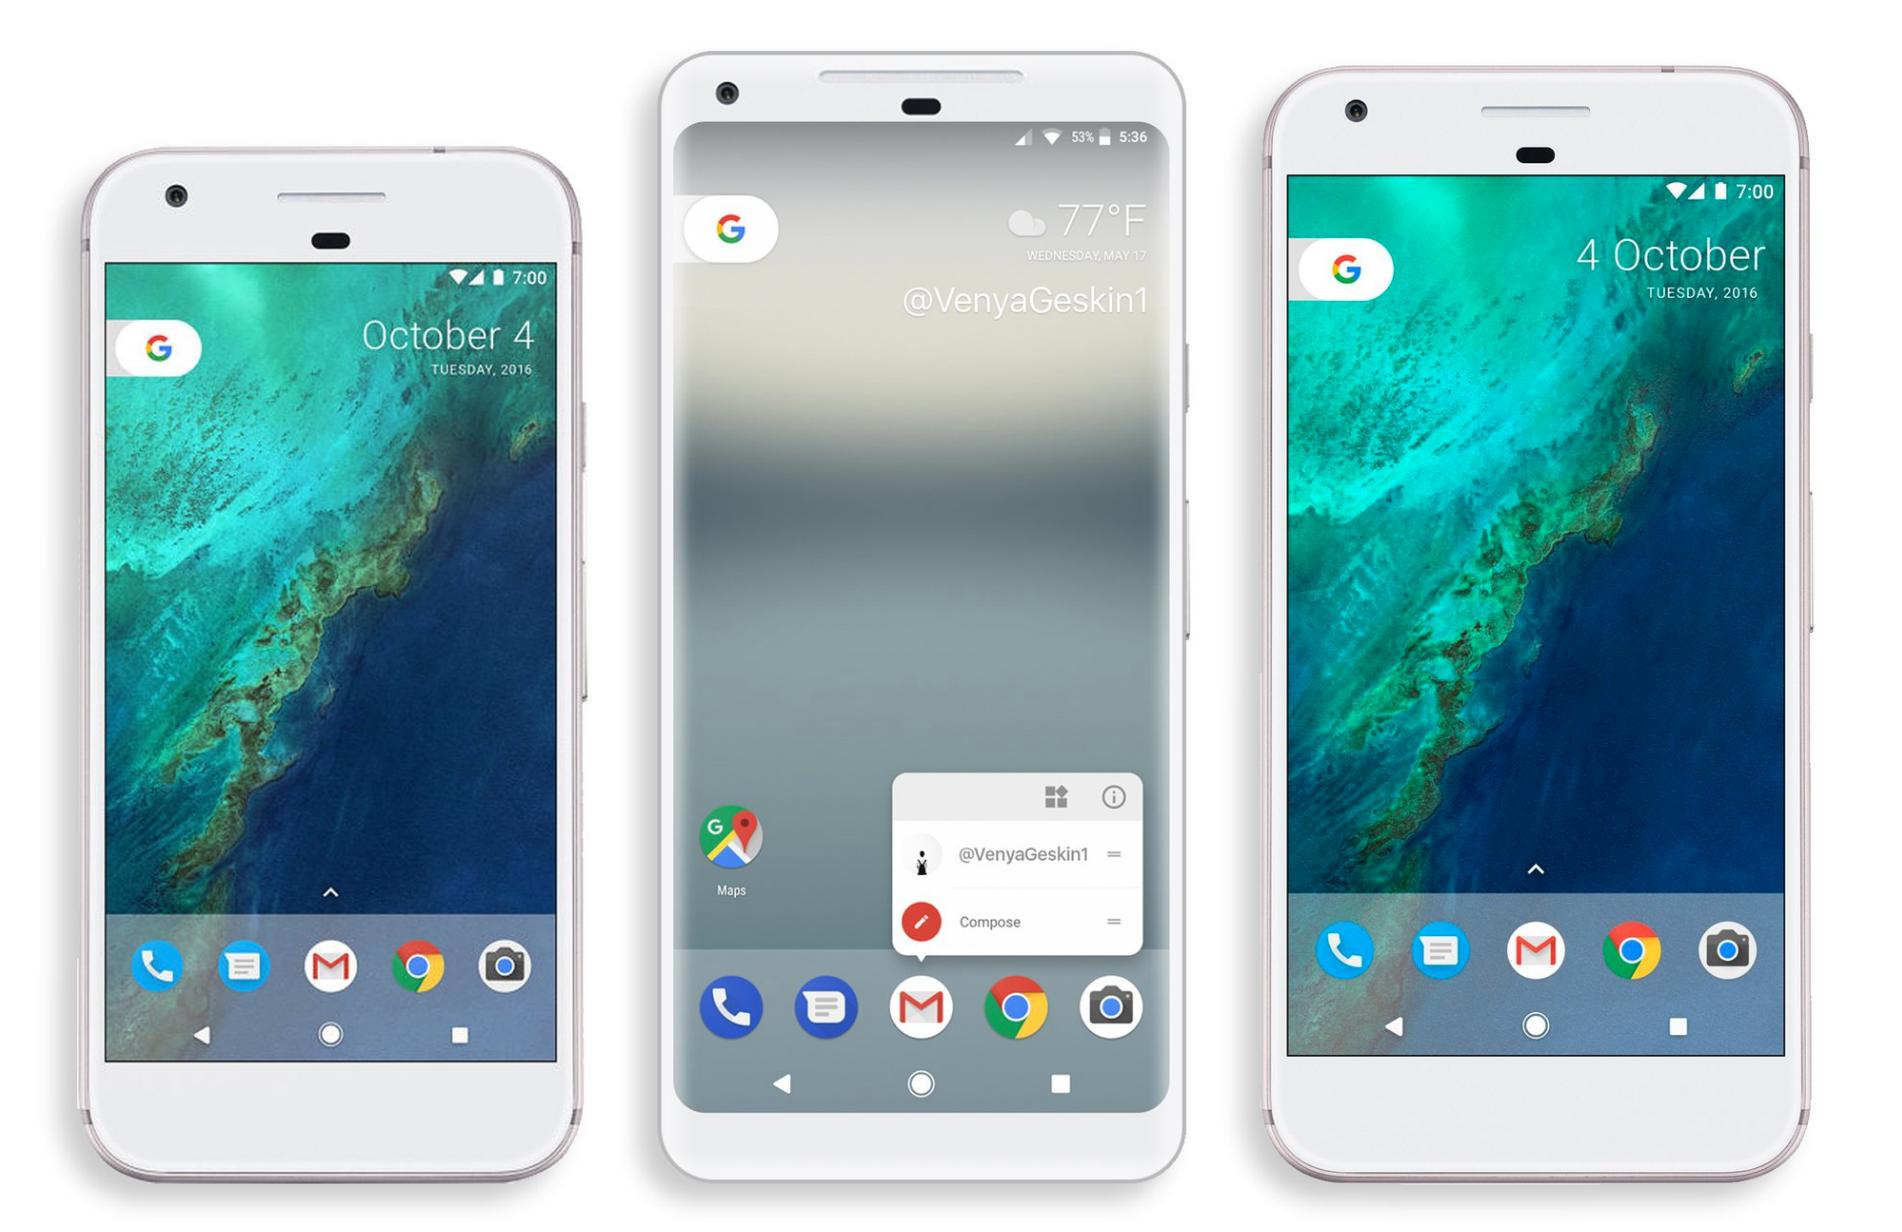 7:00
G
October 4
TUESDAY, 2016
53% 5:36
G
77°F
WEDNESDAY, MAY 17
@VenyaGeskin1
G
Maps
@VenyaGeskin1
Compose
7:00
G
4 October
TUESDAY, 2016